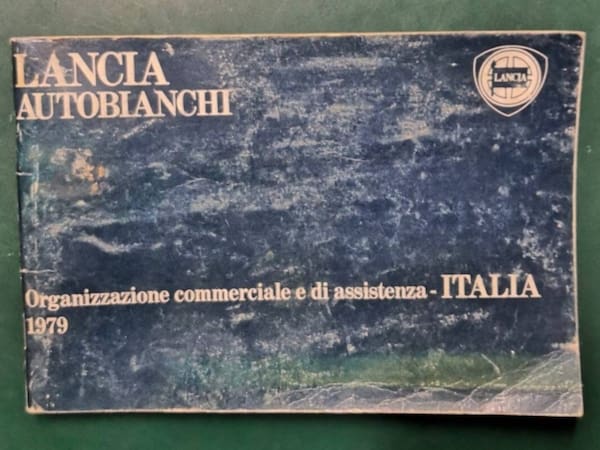 LANCIA
AUTOBIANCHI
LANCIA
Organizzazione commerciale e di assistenza - ITALIA
1979